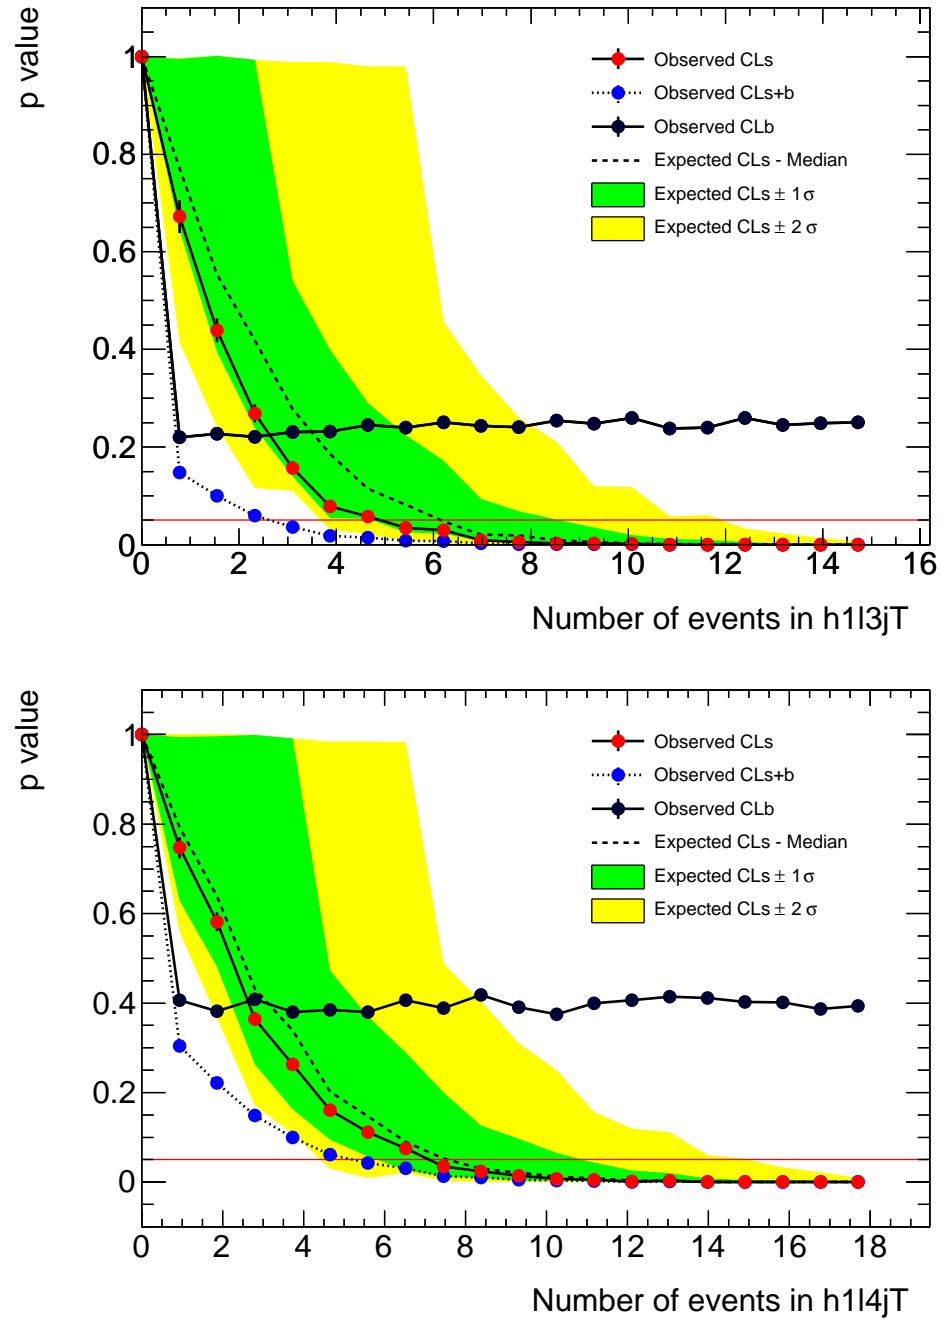 p value
1
0.8
0.6
0.4
0.2
0
Observed CLs
Observed CLs+b
Observed CLb
Expected CLs - Median
Expected CLs ± 1σ
Expected CLs ± 2 σ
0 2 4 6 8 10 12 14 16
Number of events in h1l3jT
p value
1
0.8
0.6
0.4
0.2
0
Observed CLs
Observed CLs+b
Observed CLb
Expected CLs - Median
Expected CLs ± 1σ
Expected CLs ± 2 σ
0 2 4 6 8 10 12 14 16 18
Number of events in h1l4jT